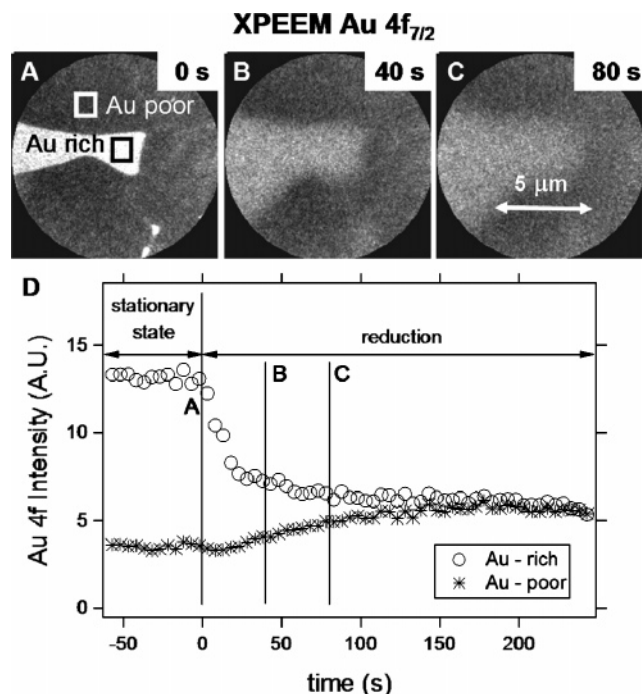 XPEEM Au 4f7/2
A
0 s
B
40 s
C
80 s
Au poor
Au rich
5 μm
D
stationary
state
reduction
A
B
C
Au 4f Intensity (A.U.)
15
10
5
0
Au - rich
Au - poor
-50
0
50
100
150
200
time (s)